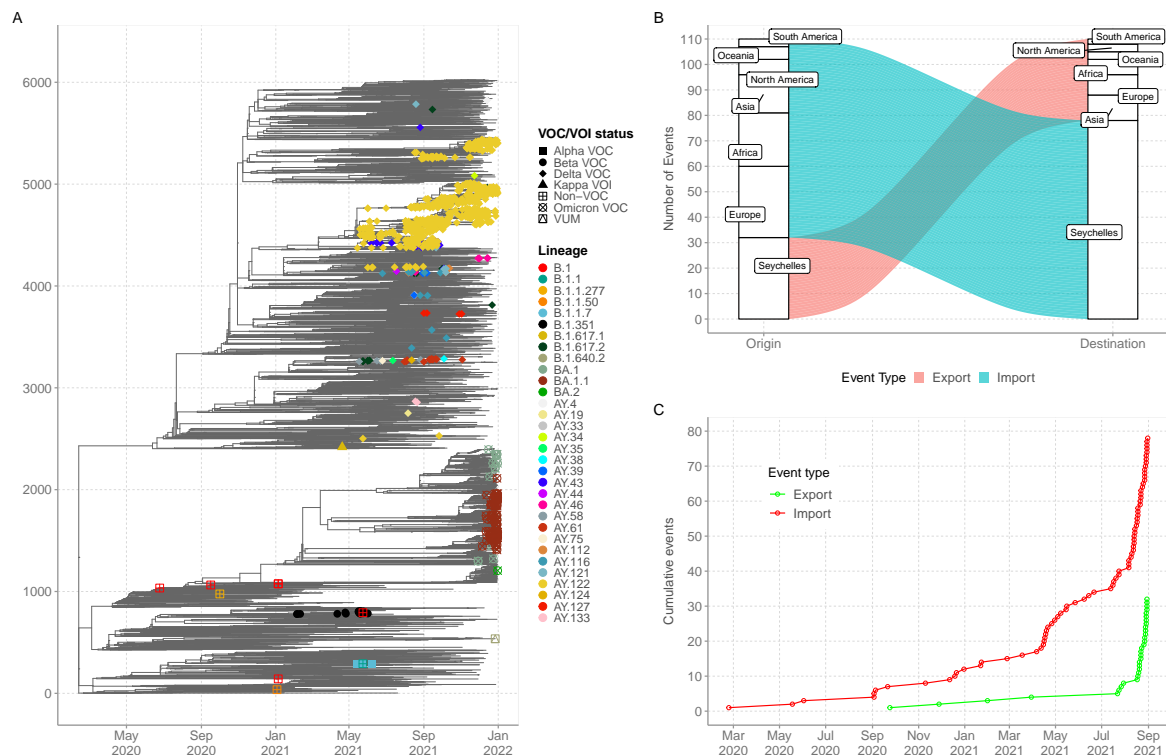 A
6000
5000
4000
3000
2000
1000
0
May
2020
Sep
2020
Jan
2021
May
2021
Sep
2021
Jan
2022
VOC/VOI status
Alpha VOC
Beta VOC
Delta VOC
Kappa VOI
Non−VOC
Omicron VOC
VUM
Lineage
B.1
B.1.1
B.1.1.277
B.1.1.50
B.1.1.7
B.1.351
B.1.617.1
B.1.617.2
B.1.640.2
BA.1
BA.1.1
BA.2
AY.4
AY.19
AY.33
AY.34
AY.35
AY.38
AY.39
AY.43
AY.44
AY.46
AY.58
AY.61
AY.75
AY.112
AY.116
AY.121
AY.122
AY.124
AY.127
AY.133
B
Number of Events
110
100
90
80
70
60
50
40
30
20
10
0
South America
Oceania
North America
Asia
Africa
Europe
Seychelles
South America
North America
Oceania
Africa
Europe
Asia
Seychelles
Origin
Destination
Event Type
Export
Import
C
Cumulative events
80
70
60
50
40
30
20
10
0
Event type
Export
Import
Mar
2020
May
2020
Jul
2020
Sep
2020
Nov
2020
Jan
2021
Mar
2021
May
2021
Jul
2021
Sep
2021